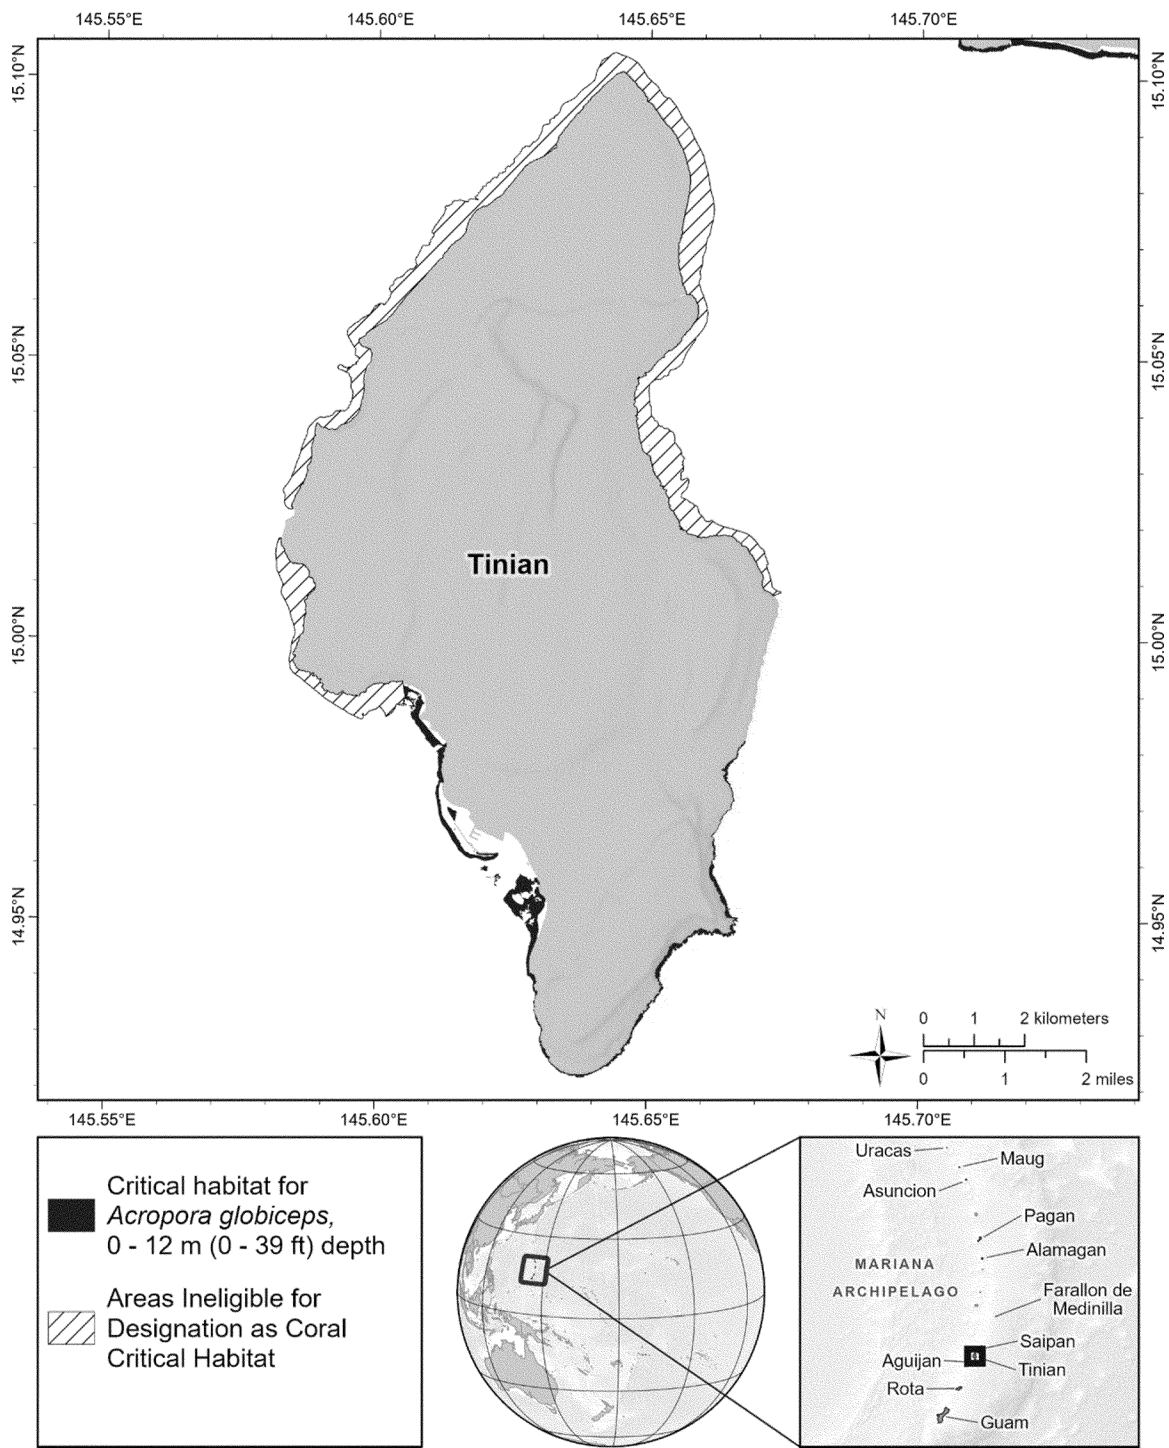 145.55°E 145.60°E 145.65°E 145.70°E
15.10°N 15.10°N
15.05°N 15.05°N
Tinian
15.00°N 15.00°N
14.95°N 14.95°N
N
0 1 2 kilometers
0 1 2 miles
145.55°E 145.60°E 145.65°E 145.70°E
Critical habitat for
Acropora globiceps,
0 - 12 m (0 - 39 ft) depth
Areas Ineligible for
Designation as Coral
Critical Habitat
Uracas
Maug
Asuncion
Pagan
Alamagan
MARIANA
ARCHIPELAGO
Farallon de
Medinilla
Saipan
Aguijan
Tinian
Rota
Guam